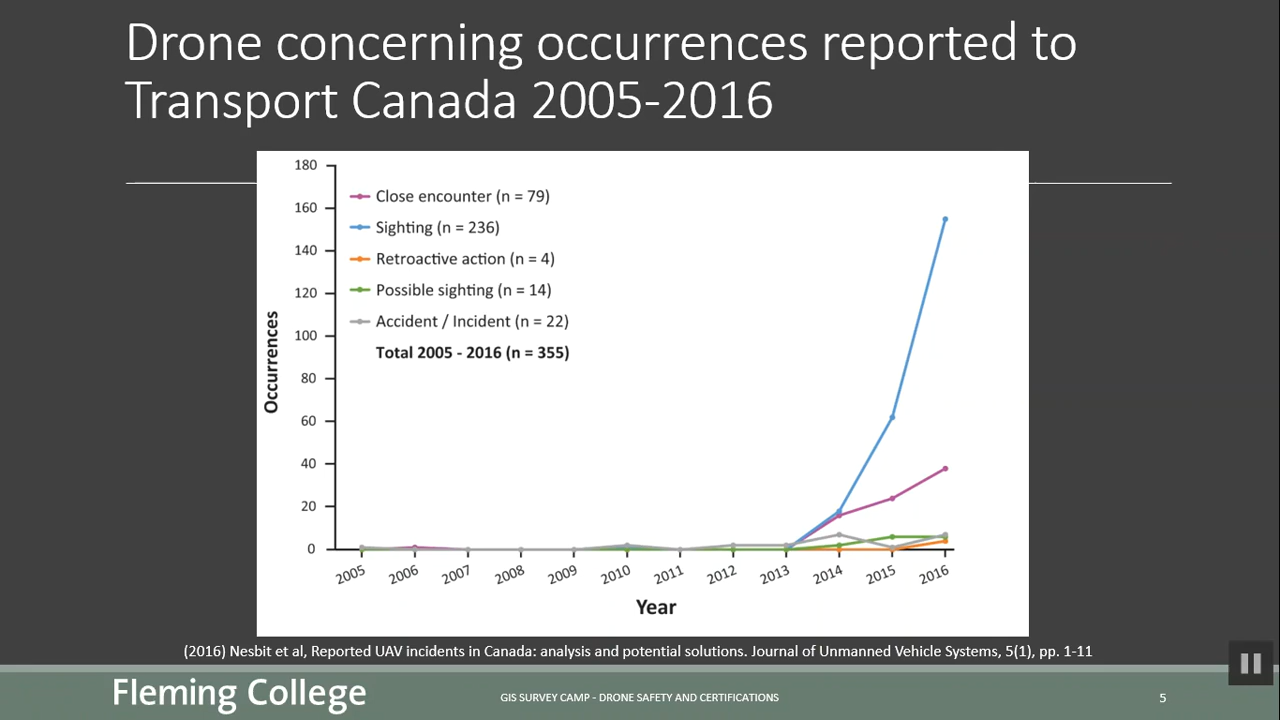 Drone concerning occurrences reported to
Transport Canada 2005-2016
180
160
140
120
100
80
60
40
20
0
Occurrences
Close encounter (n = 79)
Sighting (n = 236)
Retroactive action (n = 4)
Possible sighting (n = 14)
Accident / Incident (n = 22)
Total 2005 - 2016 (n = 355)
2005 2006 2007 2008 2009 2010 2011 2012 2013 2014 2015 2016
Year
(2016) Nesbit et al, Reported UAV incidents in Canada: analysis and potential solutions. Journal of Unmanned Vehicle Systems, 5(1), pp. 1-11
Fleming College
GIS SURVEY CAMP - DRONE SAFETY AND CERTIFICATIONS
5